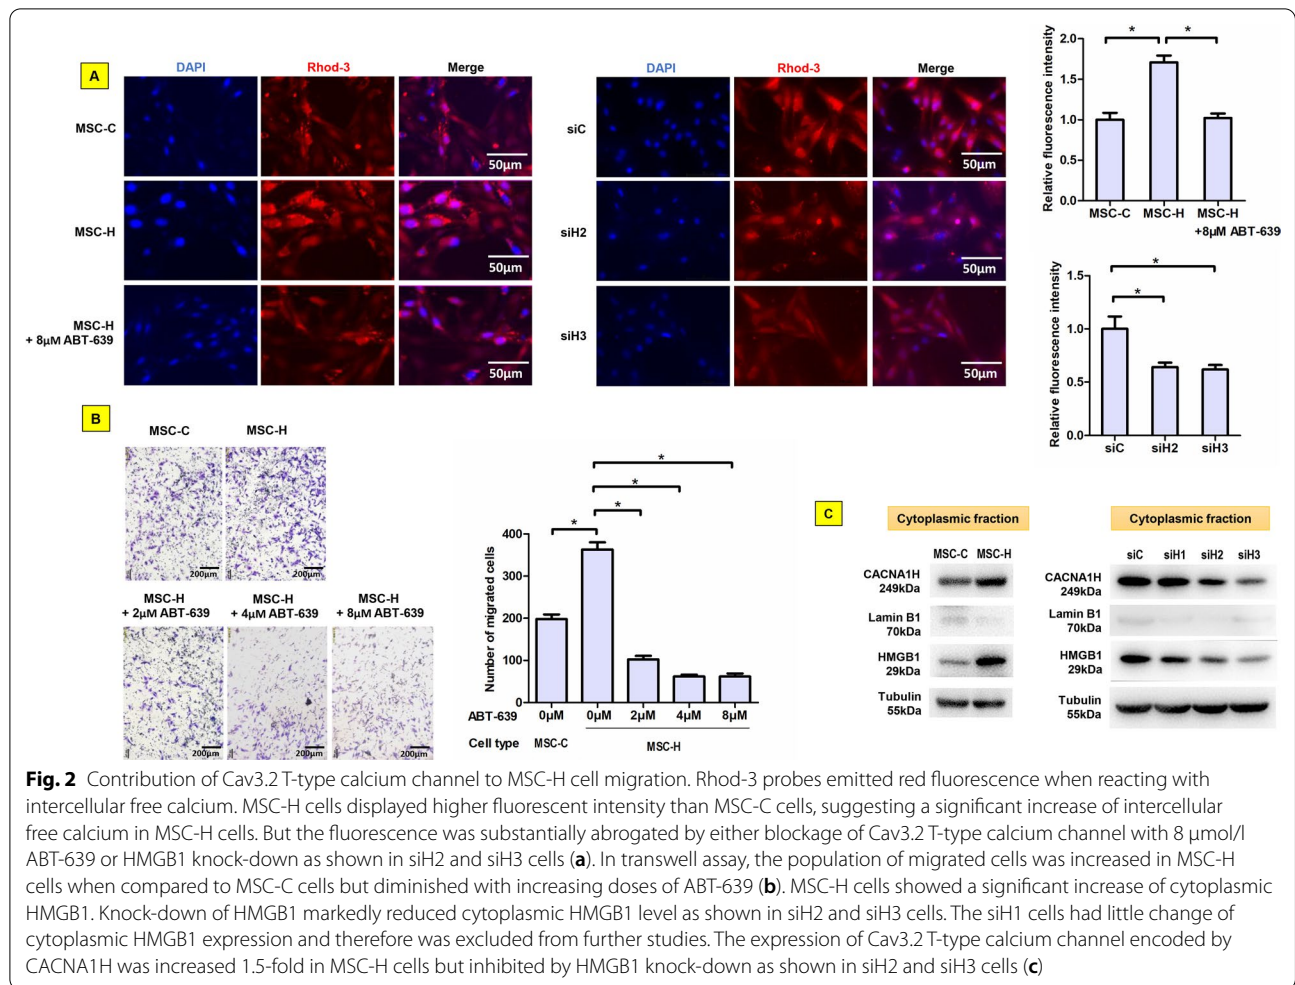 A
DAPI
Rhod-3
Merge
MSC-C
50µm
MSC-H
50µm
MSC-H
+ 8µM ABT-639
50µm
DAPI
Rhod-3
Merge
siC
50µm
siH2
50µm
siH3
50µm
Relative fluorescence intensity
2.0
1.5
1.0
0.5
0.0
*
*
MSC-C
MSC-H
MSC-H
+8µM ABT-639
Relative fluorescence intensity
1.5
1.0
0.5
0.0
*
*
siC
siH2
siH3
B
MSC-C
MSC-H
200µm
200µm
MSC-H
+ 2µM ABT-639
MSC-H
+ 4µM ABT-639
MSC-H
+ 8µM ABT-639
200µm
200µm
200µm
Number of migrated cells
400
300
200
100
0
*
*
*
*
ABT-639
0µM
0µM
2µM
4µM
8µM
Cell type
MSC-C
MSC-H
C
Cytoplasmic fraction
MSC-C MSC-H
CACNA1H
249kDa
Lamin B1
70kDa
HMGB1
29kDa
Tubulin
55kDa
Cytoplasmic fraction
siC siH1 siH2 siH3
CACNA1H
249kDa
Lamin B1
70kDa
HMGB1
29kDa
Tubulin
55kDa
Fig. 2 Contribution of Cav3.2 T-type calcium channel to MSC-H cell migration. Rhod-3 probes emitted red fluorescence when reacting with
intercellular free calcium. MSC-H cells displayed higher fluorescent intensity than MSC-C cells, suggesting a significant increase of intercellular
free calcium in MSC-H cells. But the fluorescence was substantially abrogated by either blockage of Cav3.2 T-type calcium channel with 8 µmol/l
ABT-639 or HMGB1 knock-down as shown in siH2 and siH3 cells (a). In transwell assay, the population of migrated cells was increased in MSC-H
cells when compared to MSC-C cells but diminished with increasing doses of ABT-639 (b). MSC-H cells showed a significant increase of cytoplasmic
HMGB1. Knock-down of HMGB1 markedly reduced cytoplasmic HMGB1 level as shown in siH2 and siH3 cells. The siH1 cells had little change of
cytoplasmic HMGB1 expression and therefore was excluded from further studies. The expression of Cav3.2 T-type calcium channel encoded by
CACNA1H was increased 1.5-fold in MSC-H cells but inhibited by HMGB1 knock-down as shown in siH2 and siH3 cells (c)